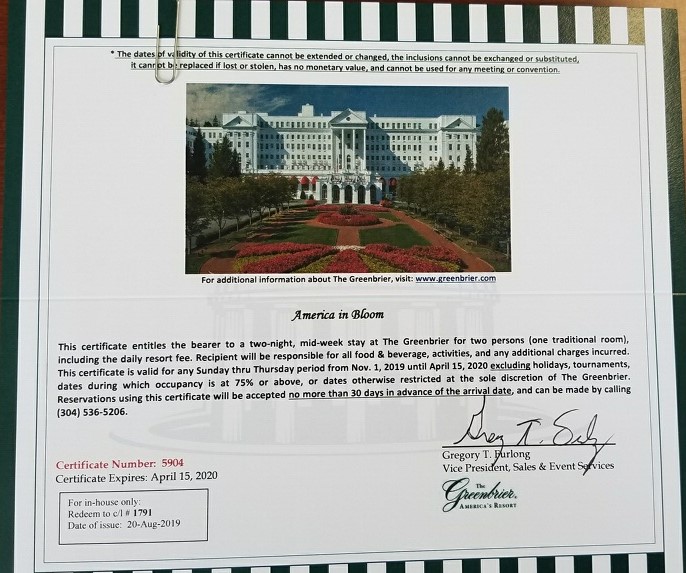 * The dates of validity of this certificate cannot be extended or changed, the inclusions cannot be exchanged or substituted,
it cannot be replaced if lost or stolen, has no monetary value, and cannot be used for any meeting or convention.
For additional information about The Greenbrier, visit: www.greenbrier.com
America in Bloom
This certificate entitles the bearer to a two-night, mid-week stay at The Greenbrier for two persons (one traditional room),
including the daily resort fee. Recipient will be responsible for all food & beverage, activities, and any additional charges incurred.
This certificate is valid for any Sunday thru Thursday period from Nov. 1, 2019 until April 15, 2020 excluding holidays, tournaments,
dates during which occupancy is at 75% or above, or dates otherwise restricted at the sole discretion of The Greenbrier.
Reservations using this certificate will be accepted no more than 30 days in advance of the arrival date, and can be made by calling
(304) 536-5206.
Gregory T. Furlong
Vice President, Sales & Event Services
Certificate Number: 5904
Certificate Expires: April 15, 2020
The
Greenbrier.
AMERICA'S RESORT
For in-house only:
Redeem to c/l # 1791
Date of issue: 20-Aug-2019